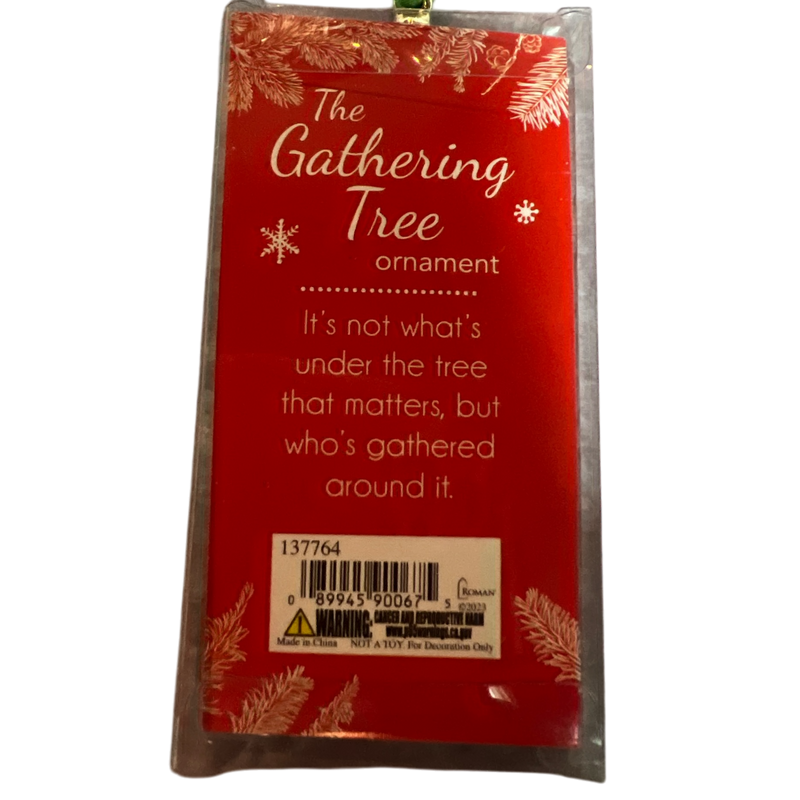 The
Gathering
Tree
ornament
It's not what's
under the tree
that matters, but
who's gathered
around it.
137764
ROMAN
0 89945 90067 5 ©2023
WARNING: CANCER AND REPRODUCTIVE HARM
www.p65warnings.ca.gov
Made in China NOT A TOY. For Decoration Only